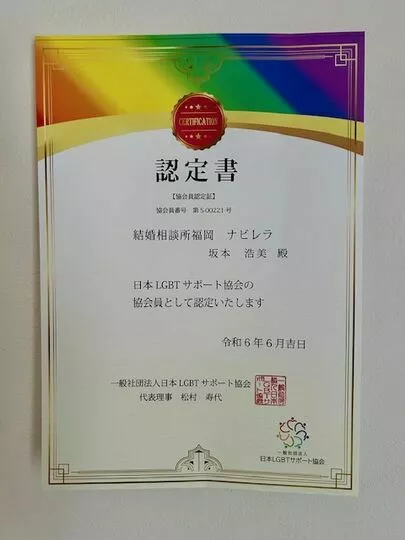 CERTIFICATION
認定書
【協会員認定証】
協会員番号 第S00221号
結婚相談所福岡 ナビレラ
坂本 浩美 殿
日本LGBTサポート協会の
協会員として認定いたします
令和6年6月吉日
一般社団法人日本LGBTサポート協会
代表理事 松村 寿代
一般社団法人
日本LGBTサポート協会